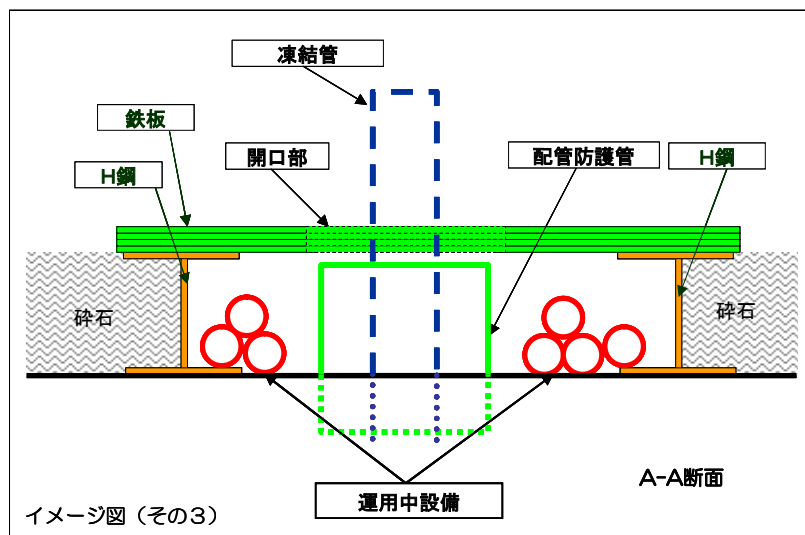 凍結管
鉄板
開口部
配管防護管
H鋼
H鋼
砕石
砕石
A-A断面
運用中設備
イメージ図（その３）